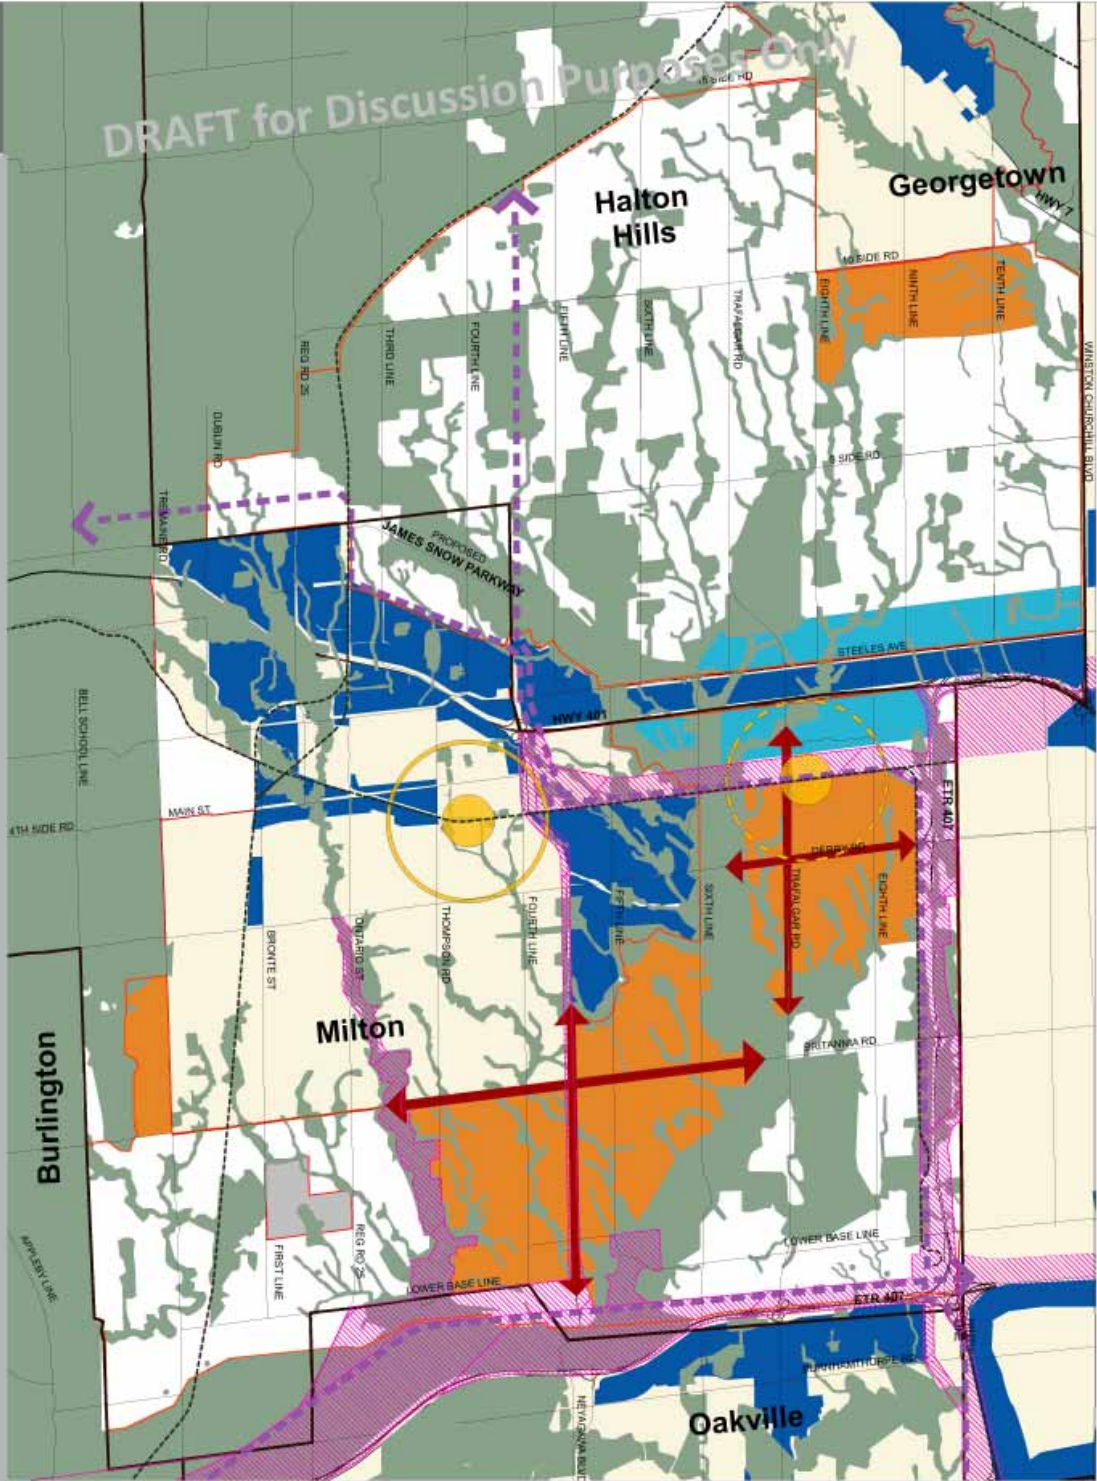 DRAFT for Discussion Purposes Only
15 SIDE RD
Georgetown
HWY 7
Halton
Hills
10 SIDE RD
TENTH LINE
NINTH LINE
EIGHTH LINE
TRAFALGAR RD
SIXTH LINE
FIFTH LINE
FOURTH LINE
THIRD LINE
REG RD 25
DUBLIN RD
WINSTON CHURCHILL BLVD
5 SIDE RD
TREMAINE RD
PROPOSED
JAMES SNOW PARKWAY
STEELES AVE
HWY 401
BELL SCHOOL LINE
MAIN ST
4TH SIDE RD
ETR 407
DERRY RD
TRAFALGAR RD
EIGHTH LINE
SIXTH LINE
FIFTH LINE
FOURTH LINE
THOMPSON RD
ONTARIO ST
BRONTE ST
Milton
BRITANNIA RD
Burlington
LOWER BASE LINE
REG RD 25
FIRST LINE
LOWER BASE LINE
APPLEBY LINE
ETR 407
BURNHAMTHORPE RD
Oakville
NEYAGAWA BLVD